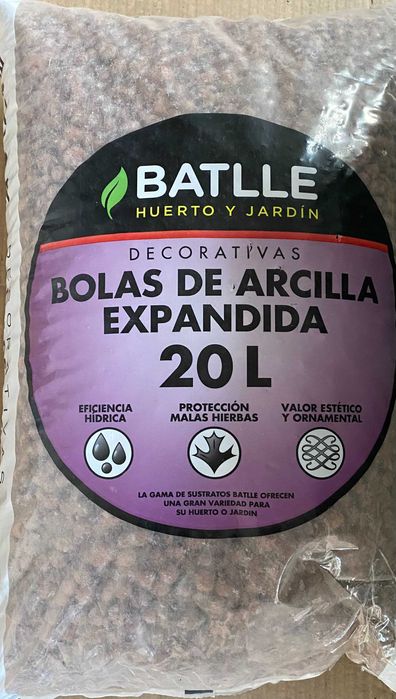 BATLLE
HUERTO Y JARDÍN
DECORATIVAS
BOLAS DE ARCILLA
EXPANDIDA
20 L
EFICIENCIA
HÍDRICA
PROTECCIÓN
MALAS HIERBAS
VALOR ESTÉTICO
Y ORNAMENTAL
LA GAMA DE SUSTRATOS BATLLE OFRECEN
UNA GRAN VARIEDAD PARA
SU HUERTO O JARDIN